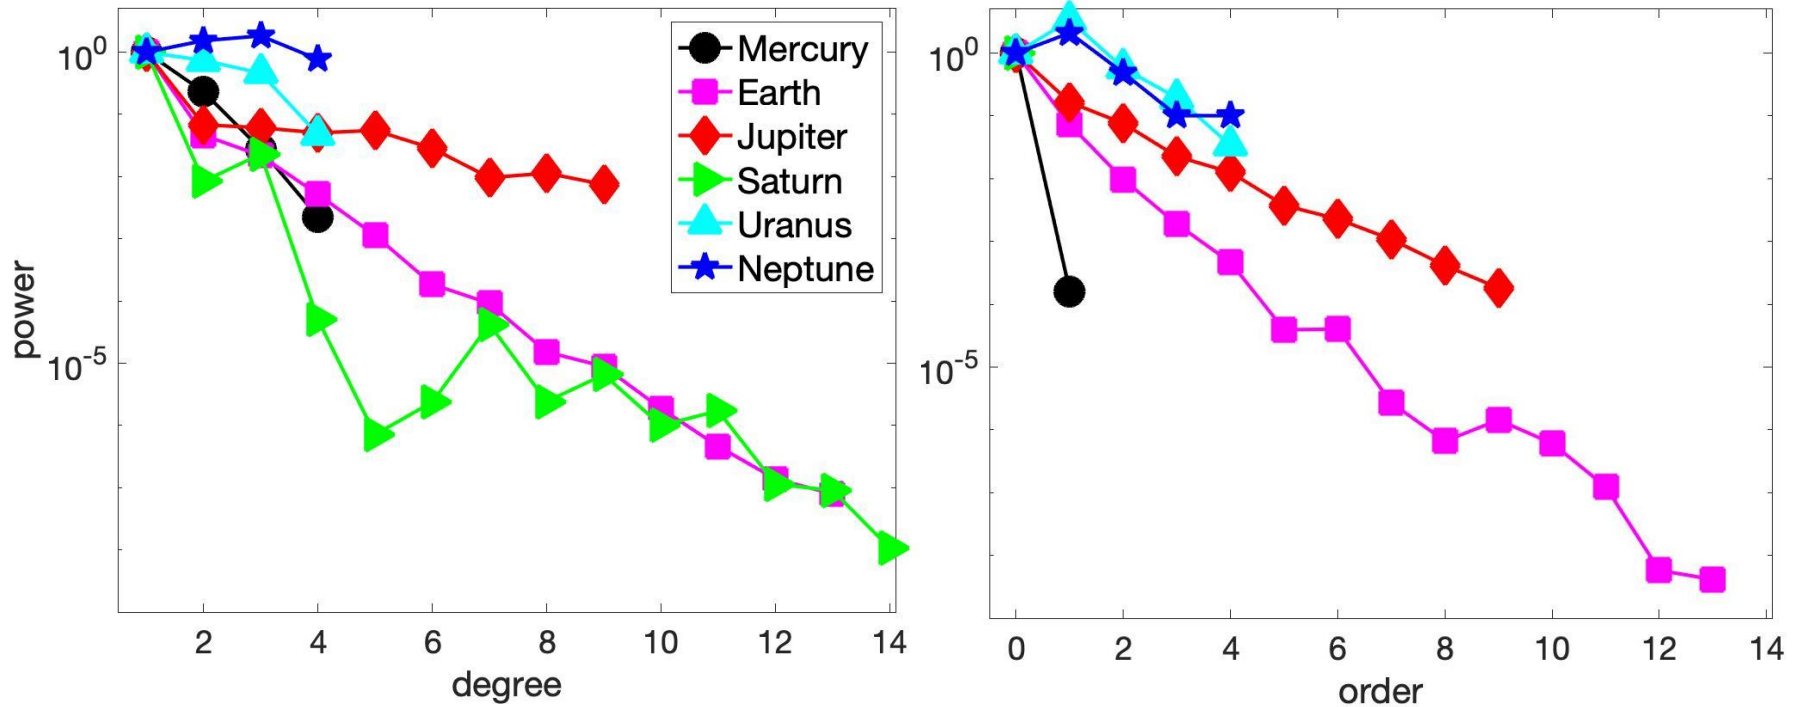 10^0
10^-5
power
2 4 6 8 10 12 14
degree
Mercury
Earth
Jupiter
Saturn
Uranus
Neptune
10^0
10^-5
0 2 4 6 8 10 12 14
order